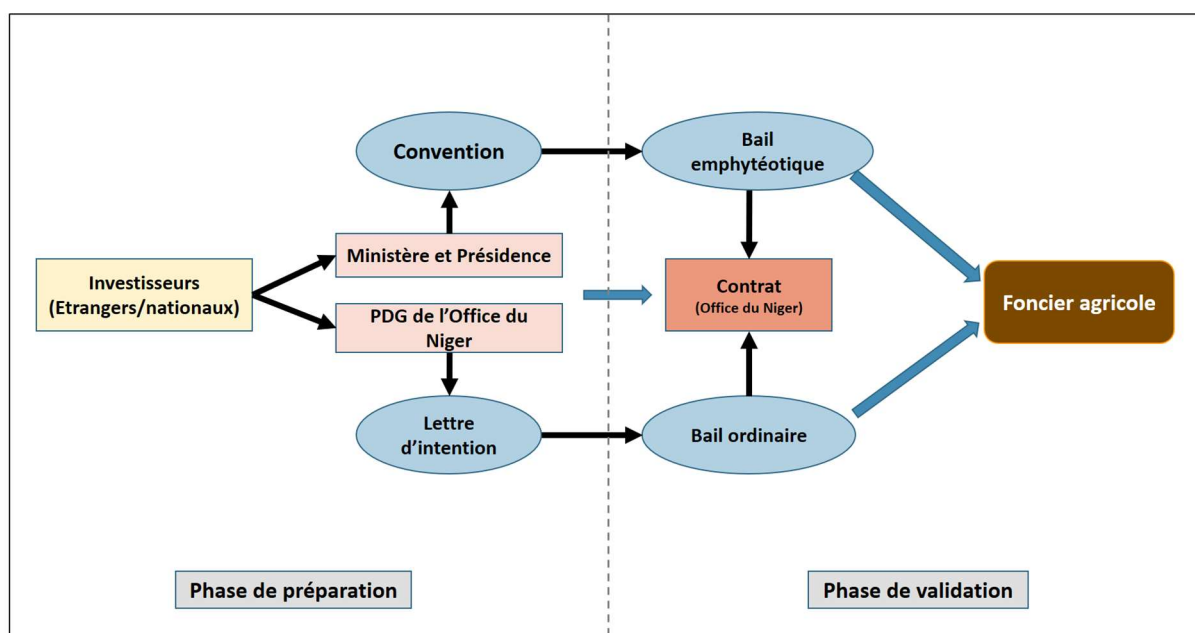 Convention
Bail
emphytéotique
Investisseurs
(Etrangers/nationaux)
Ministère et Présidence
PDG de l'Office du
Niger
Contrat
(Office du Niger)
Foncier agricole
Lettre
d'intention
Bail ordinaire
Phase de préparation
Phase de validation